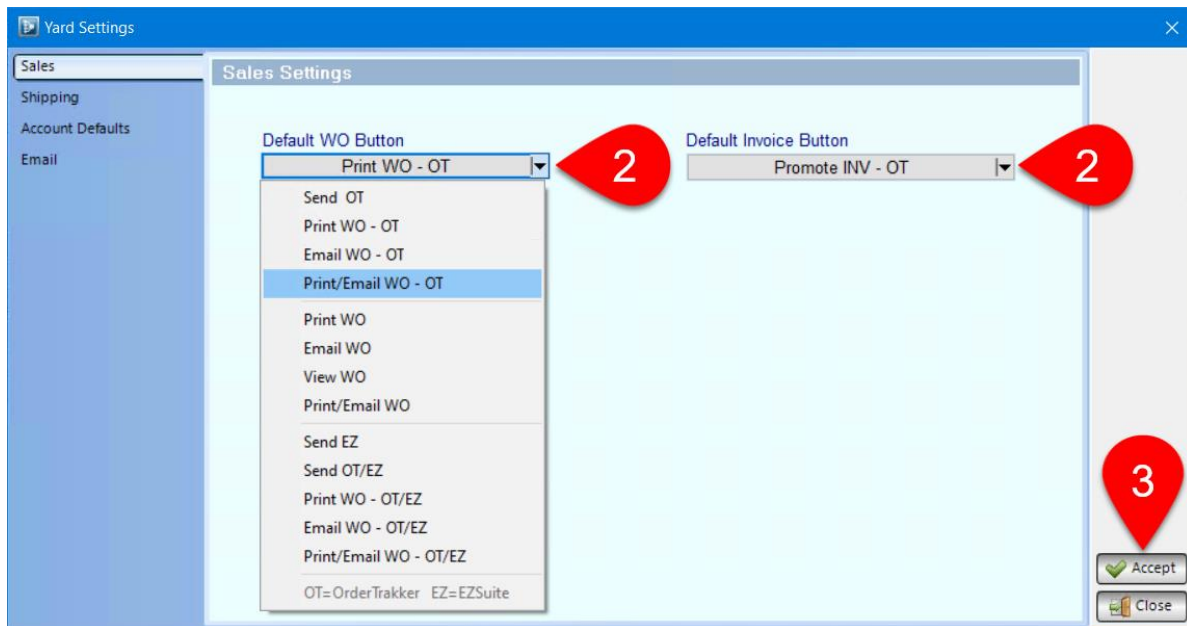 Yard Settings
Sales
Shipping
Account Defaults
Email
Sales Settings
Default WO Button
Print WO - OT
2
Default Invoice Button
Promote INV - OT
2
Send OT
Print WO - OT
Email WO - OT
Print/Email WO - OT
Print WO
Email WO
View WO
Print/Email WO
Send EZ
Send OT/EZ
Print WO - OT/EZ
Email WO - OT/EZ
Print/Email WO - OT/EZ
OT=OrderTrakker EZ=EZSuite
3
Accept
Close